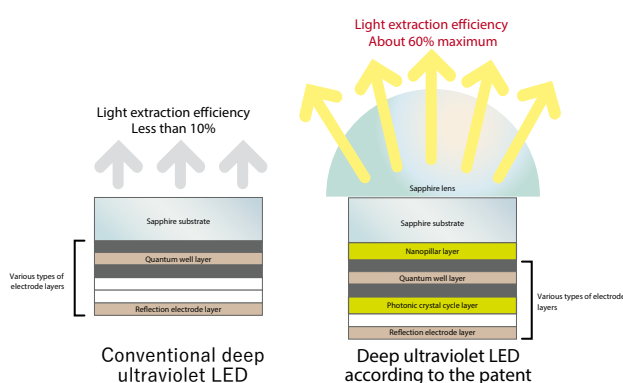 Light extraction efficiency
About 60% maximum
Light extraction efficiency
Less than 10%
Sapphire lens
Sapphire substrate
Quantum well layer
Reflection electrode layer
Various types of
electrode layers
Sapphire substrate
Nanopillar layer
Quantum well layer
Photonic crystal cycle layer
Reflection electrode layer
Various types of electrode
layers
Conventional deep
ultraviolet LED
Deep ultraviolet LED
according to the patent